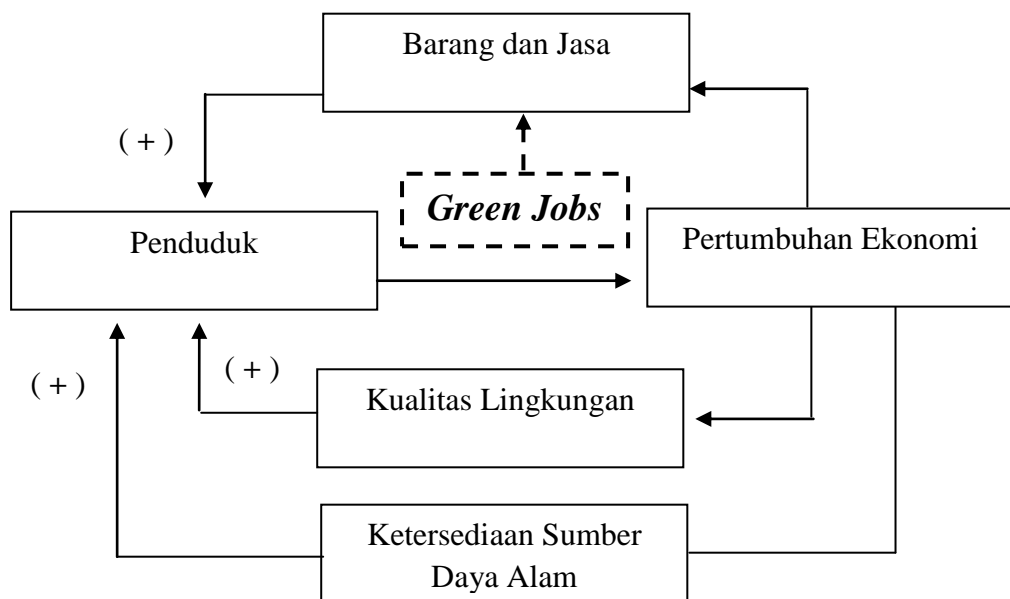 Barang dan Jasa
( + )
Green Jobs
Penduduk
Pertumbuhan Ekonomi
( + )
( + )
Kualitas Lingkungan
Ketersediaan Sumber
Daya Alam